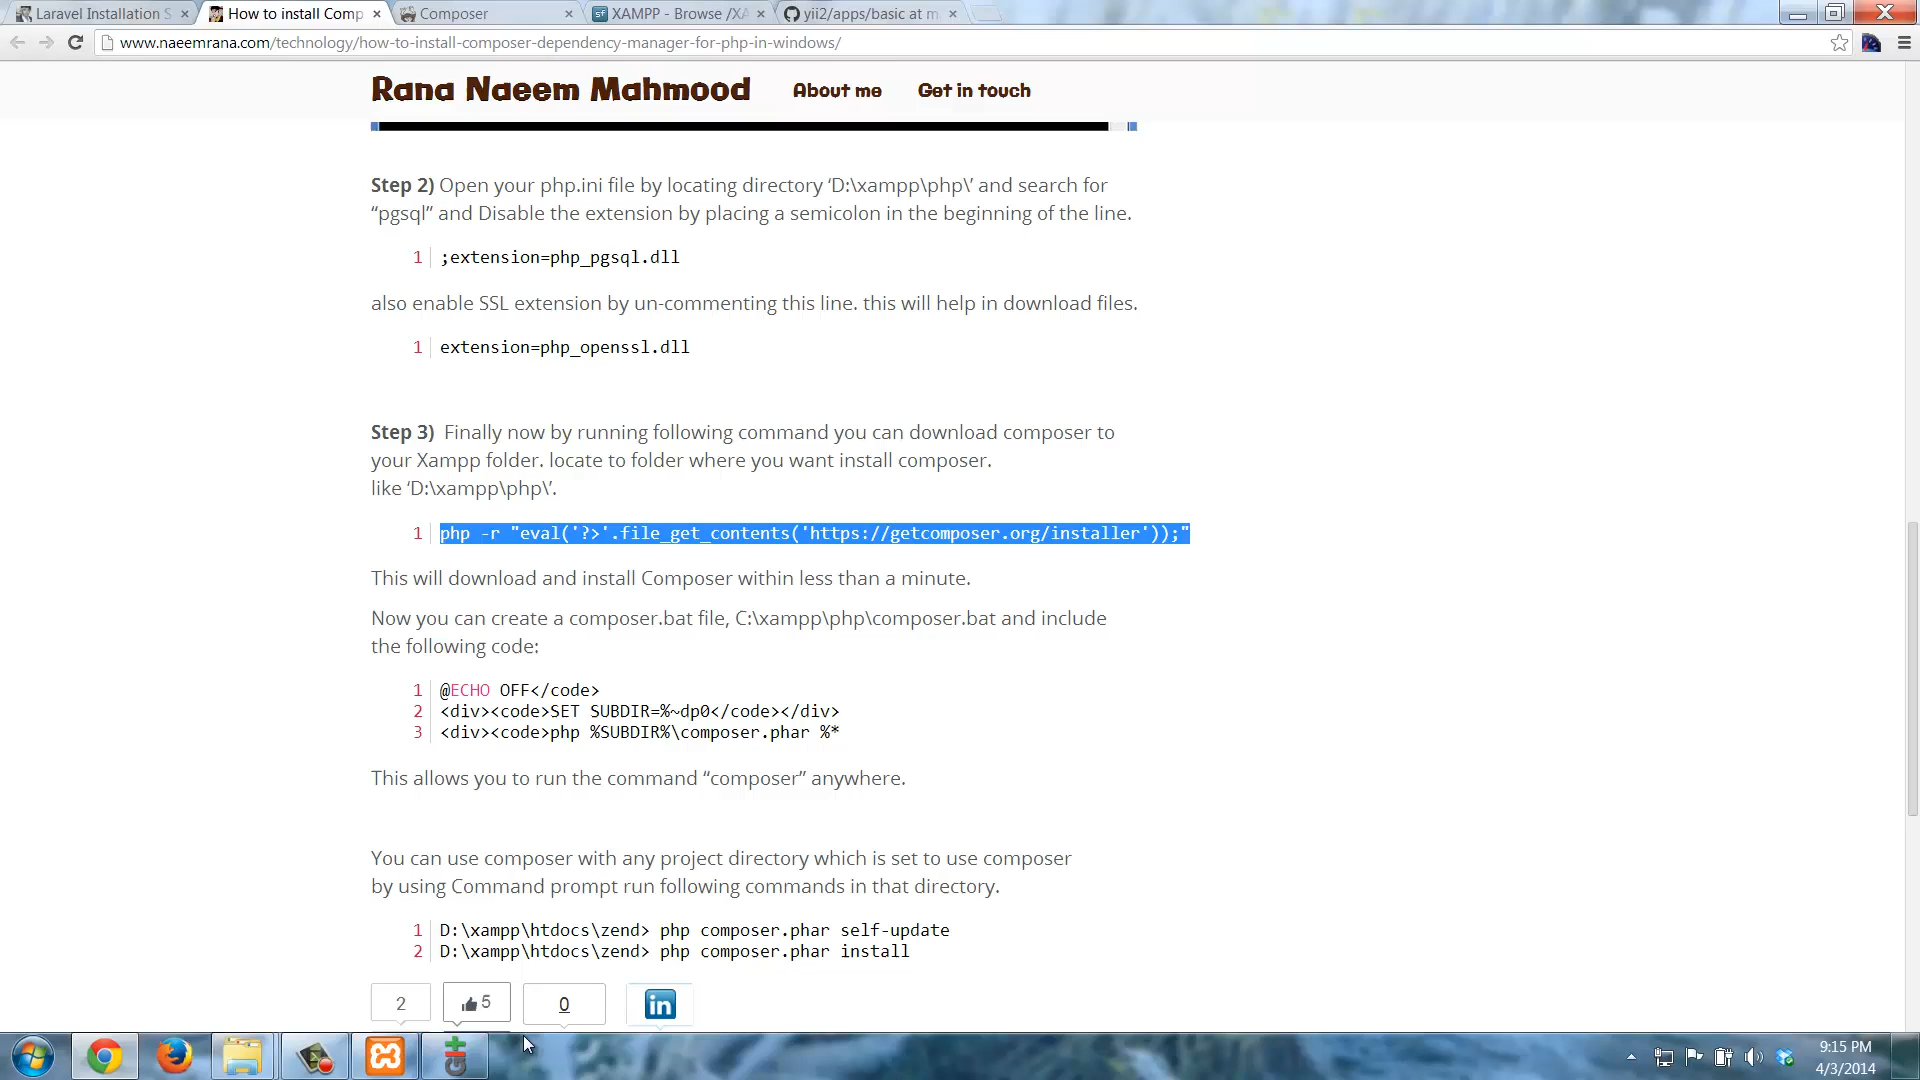 Laravel Installation S
How to install Comp
Composer
XAMPP - Browse /XA
yii2/apps/basic at m
www.naeemrana.com/technology/how-to-install-composer-dependency-manager-for-php-in-windows/
Rana Naeem Mahmood
About me
Get in touch
Step 2) Open your php.ini file by locating directory ‘D:\xampp\php\’ and search for
“pgsql” and Disable the extension by placing a semicolon in the beginning of the line.
1 ;extension=php_pgsql.dll
also enable SSL extension by un-commenting this line. this will help in download files.
1 extension=php_openssl.dll
Step 3) Finally now by running following command you can download composer to
your Xampp folder. locate to folder where you want install composer.
like ‘D:\xampp\php\’.
1 php -r "eval('?>'.file_get_contents('https://getcomposer.org/installer'));"
This will download and install Composer within less than a minute.
Now you can create a composer.bat file, C:\xampp\php\composer.bat and include
the following code:
1 @ECHO OFF</code>
2 <div><code>SET SUBDIR=%~dp0</code></div>
3 <div><code>php %SUBDIR%\composer.phar %*
This allows you to run the command “composer” anywhere.
You can use composer with any project directory which is set to use composer
by using Command prompt run following commands in that directory.
1 D:\xampp\htdocs\zend> php composer.phar self-update
2 D:\xampp\htdocs\zend> php composer.phar install
2
5
0
in
9:15 PM
4/3/2014